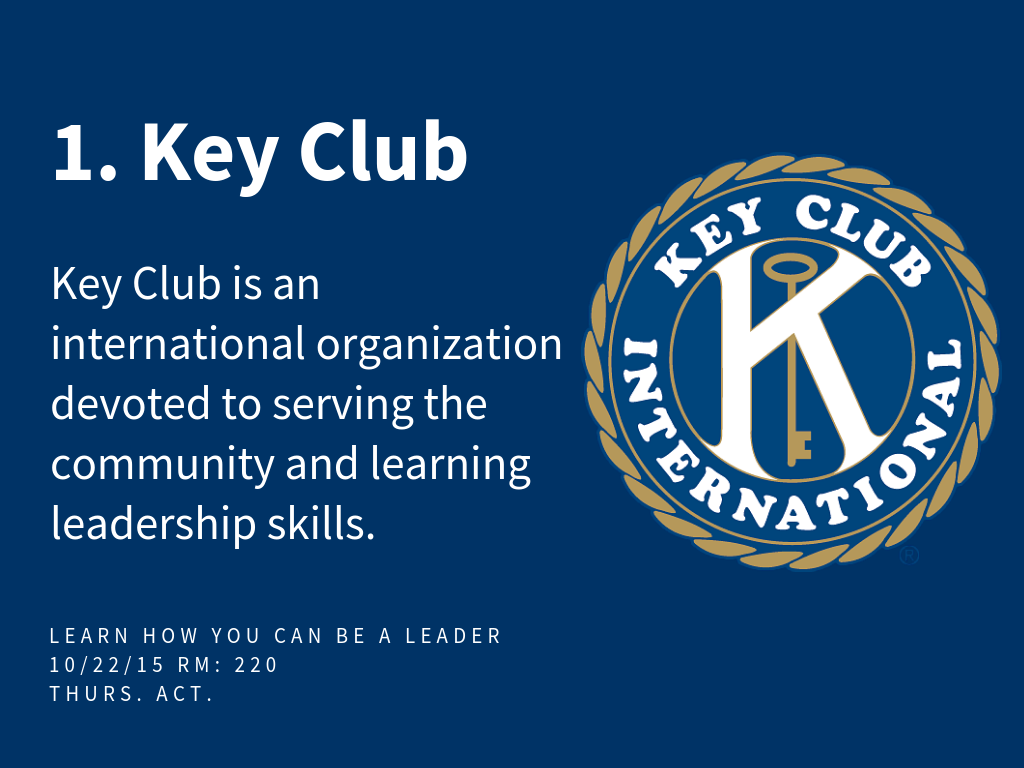 1. Key Club
Key Club is an
international organization
devoted to serving the
community and learning
leadership skills.
LEARN HOW YOU CAN BE A LEADER
10/22/15 RM: 220
THURS. ACT.
KEY CLUB
INTERNATIONAL
K
®